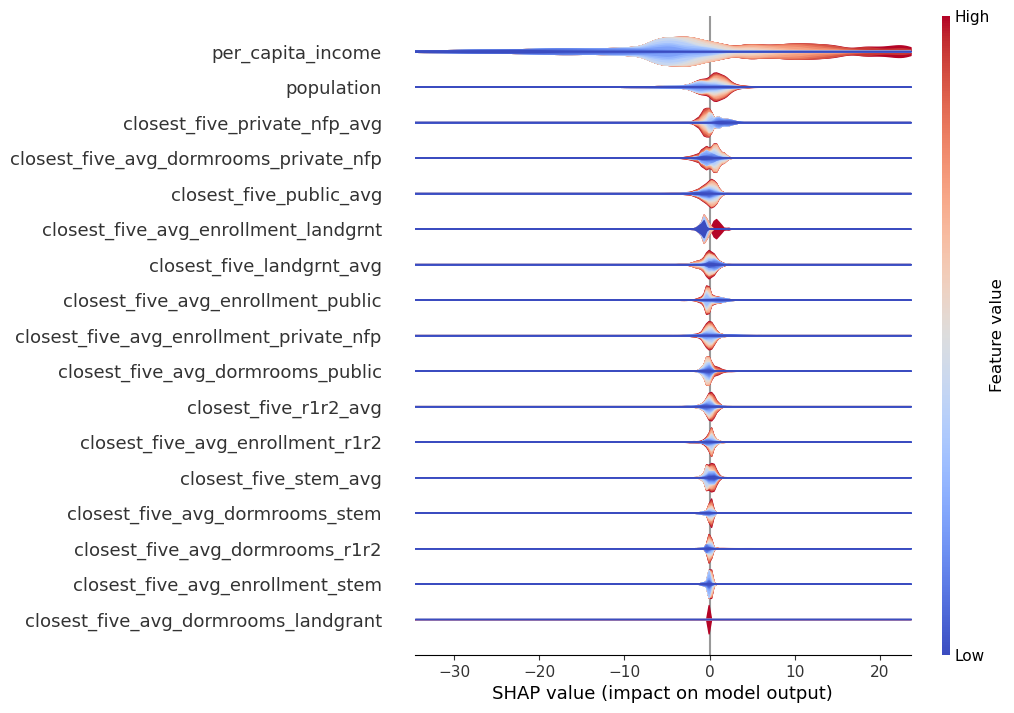 High
per_capita_income
population
closest_five_private_nfp_avg
closest_five_avg_dormrooms_private_nfp
closest_five_public_avg
closest_five_avg_enrollment_landgrnt
closest_five_landgrnt_avg
closest_five_avg_enrollment_public
closest_five_avg_enrollment_private_nfp
closest_five_avg_dormrooms_public
closest_five_r1r2_avg
closest_five_avg_enrollment_r1r2
closest_five_stem_avg
closest_five_avg_dormrooms_stem
closest_five_avg_dormrooms_r1r2
closest_five_avg_enrollment_stem
closest_five_avg_dormrooms_landgrant
Feature value
Low
−30 −20 −10 0 10 20
SHAP value (impact on model output)